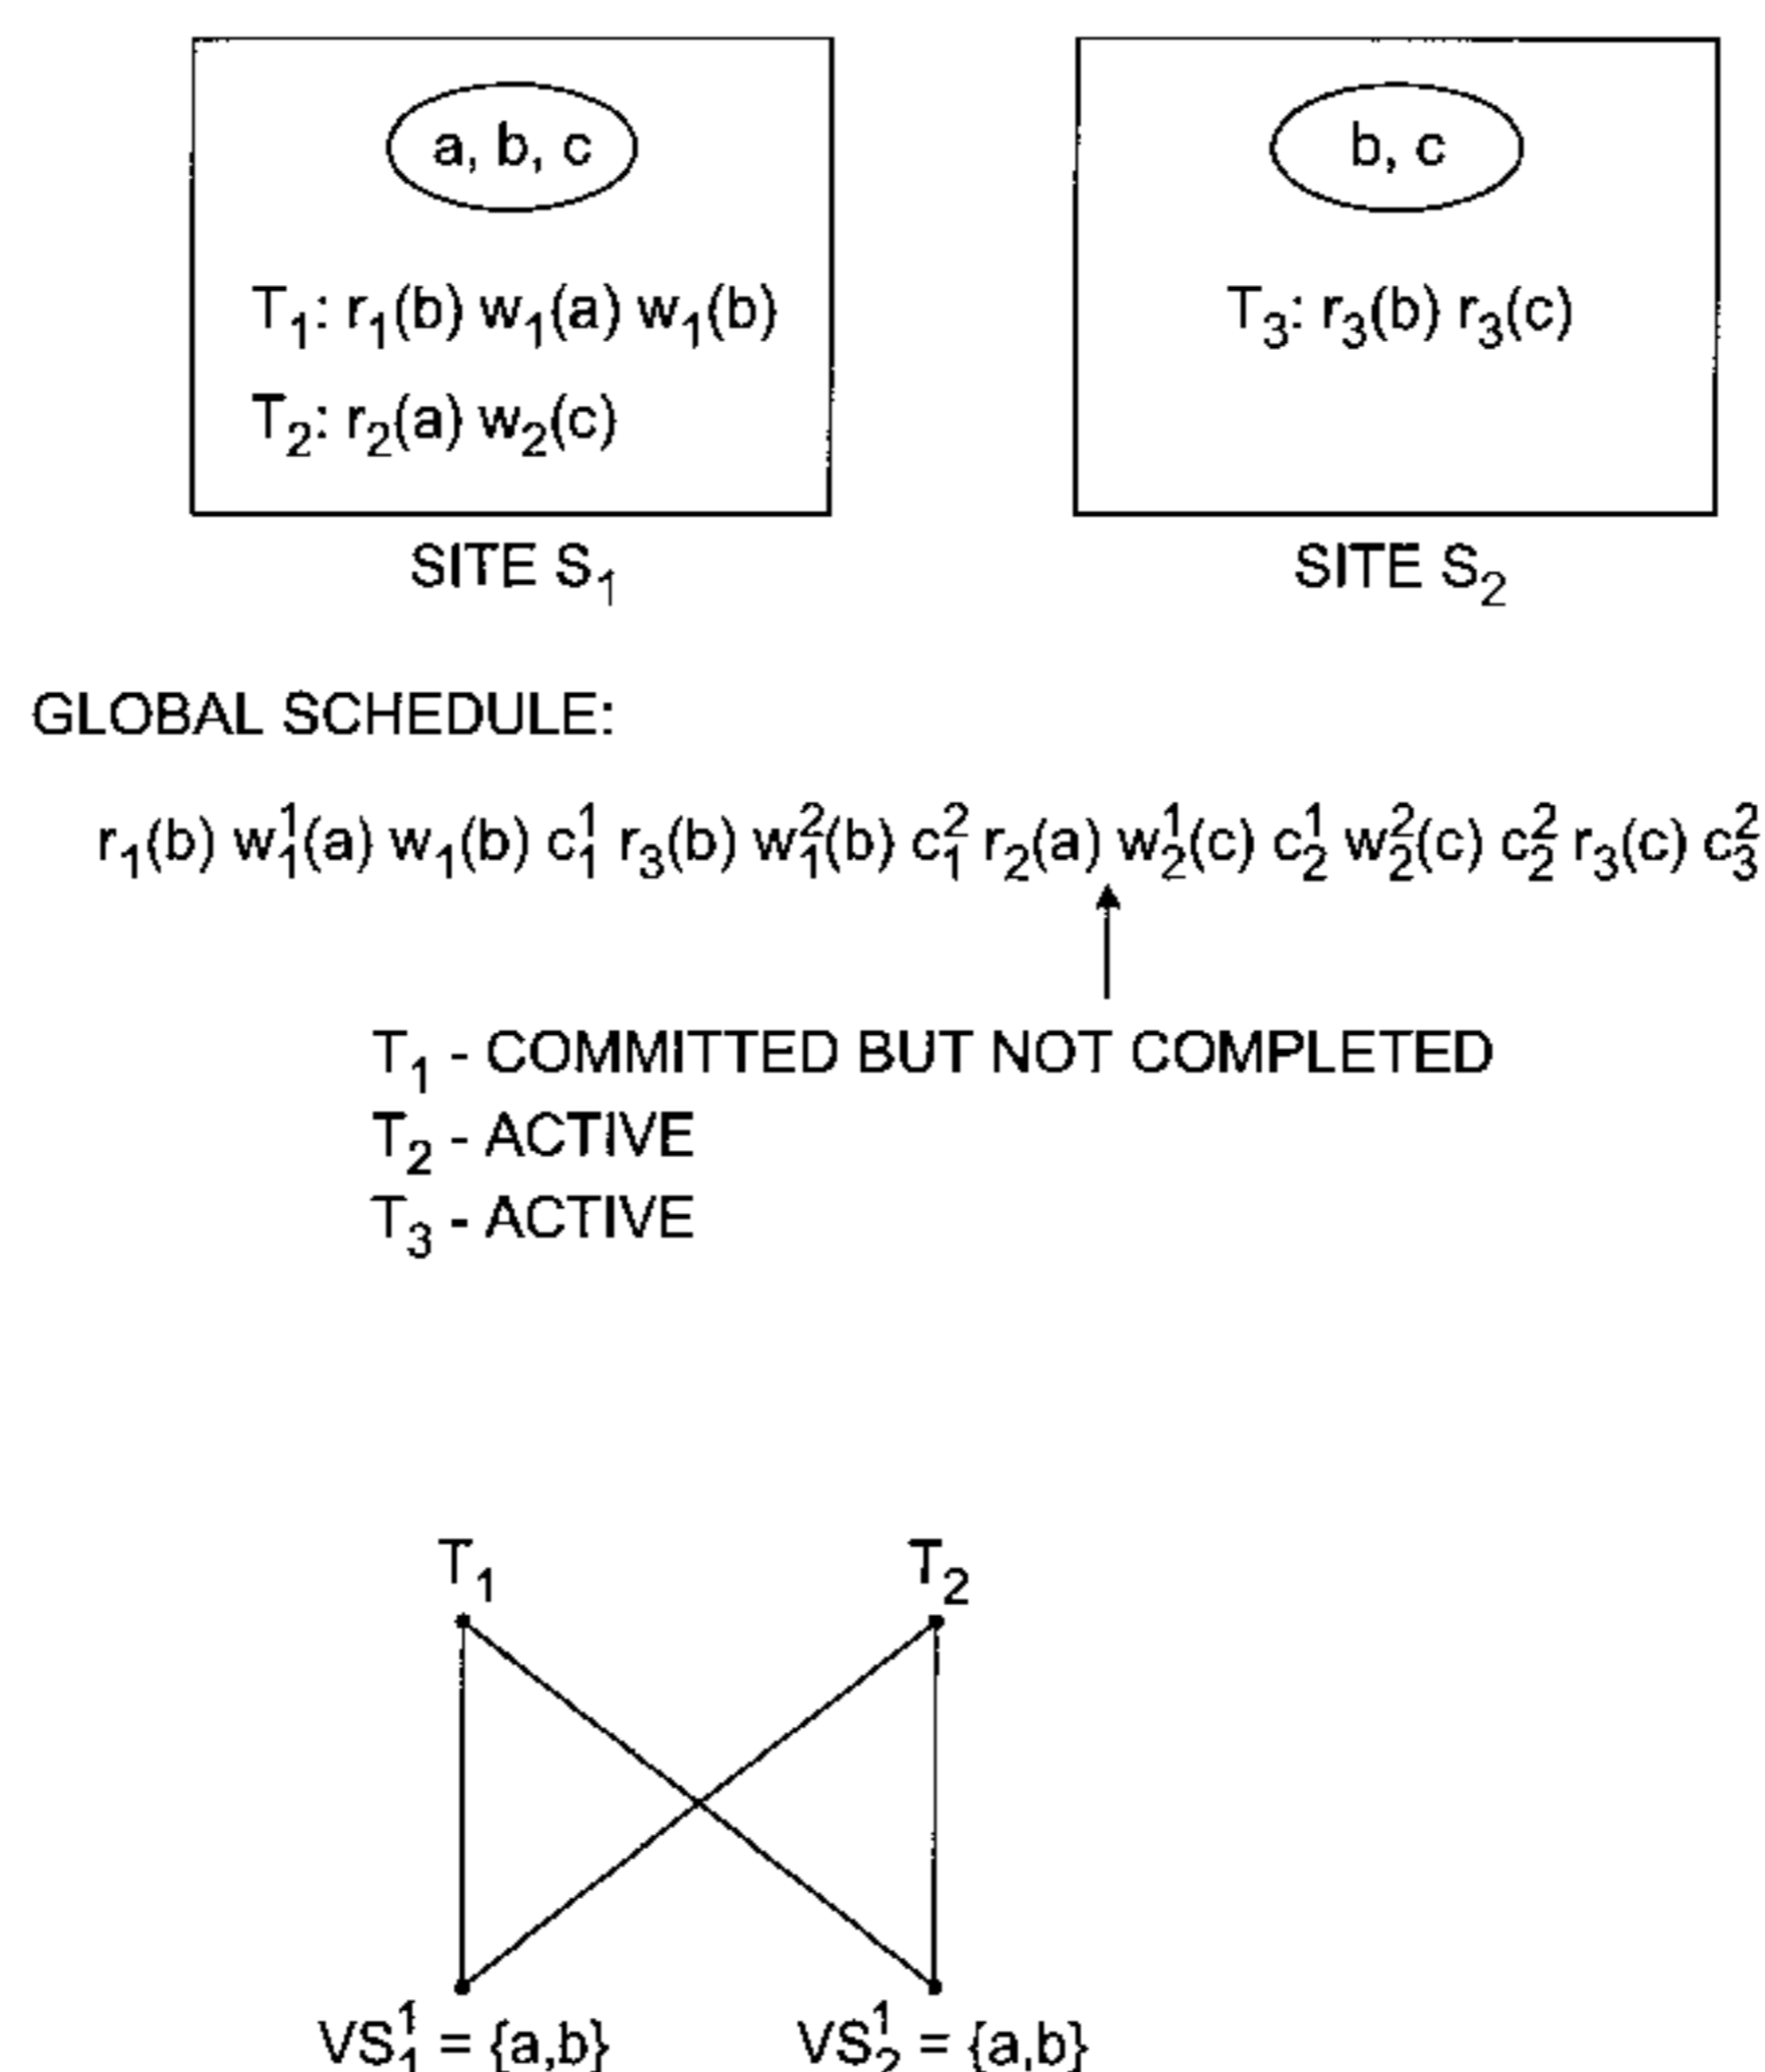 a, b, c
T₁: r₁(b) w₁(a) w₁(b)
T₂: r₂(a) w₂(c)
SITE S₁
b, c
T₃: r₃(b) r₃(c)
SITE S₂
GLOBAL SCHEDULE:
r₁(b) w₁¹(a) w₁(b) c₁¹ r₃(b) w₁²(b) c₁² r₂(a) w₂¹(c) c₂¹ w₂²(c) c₂² r₃(c) c₃²
T₁ - COMMITTED BUT NOT COMPLETED
T₂ - ACTIVE
T₃ - ACTIVE
T₁ T₂
VS₁¹ = {a,b} VS₂¹ = {a,b}